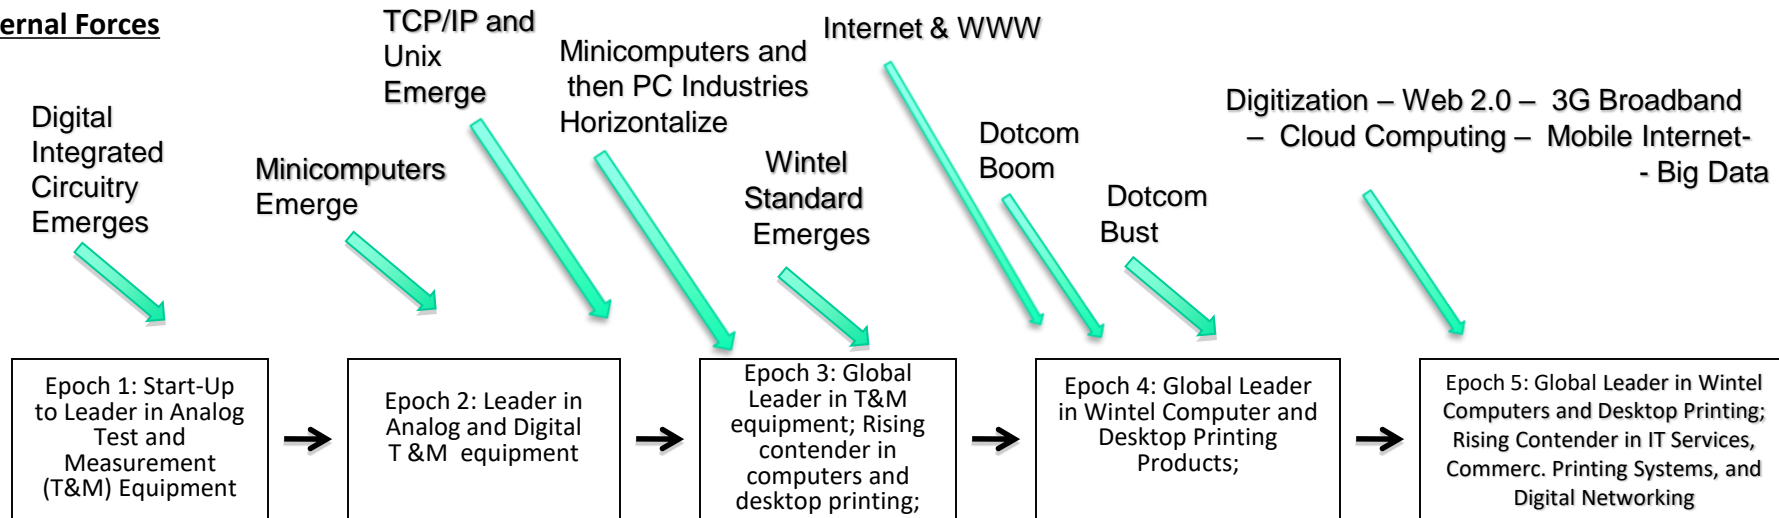 ernal Forces
Digital
Integrated
Circuitry
Emerges
Minicomputers
Emerge
TCP/IP and
Unix
Emerge
Minicomputers and
then PC Industries
Horizontalize
Wintel
Standard
Emerges
Internet & WWW
Dotcom
Boom
Dotcom
Bust
Digitization – Web 2.0 – 3G Broadband
– Cloud Computing – Mobile Internet-
- Big Data
Epoch 1: Start-Up
to Leader in Analog
Test and
Measurement
(T&M) Equipment
Epoch 2: Leader in
Analog and Digital
T &M equipment
Epoch 3: Global
Leader in T&M
equipment; Rising
contender in
computers and
desktop printing;
Epoch 4: Global Leader
in Wintel Computer and
Desktop Printing
Products;
Epoch 5: Global Leader in Wintel
Computers and Desktop Printing;
Rising Contender in IT Services,
Commerc. Printing Systems, and
Digital Networking